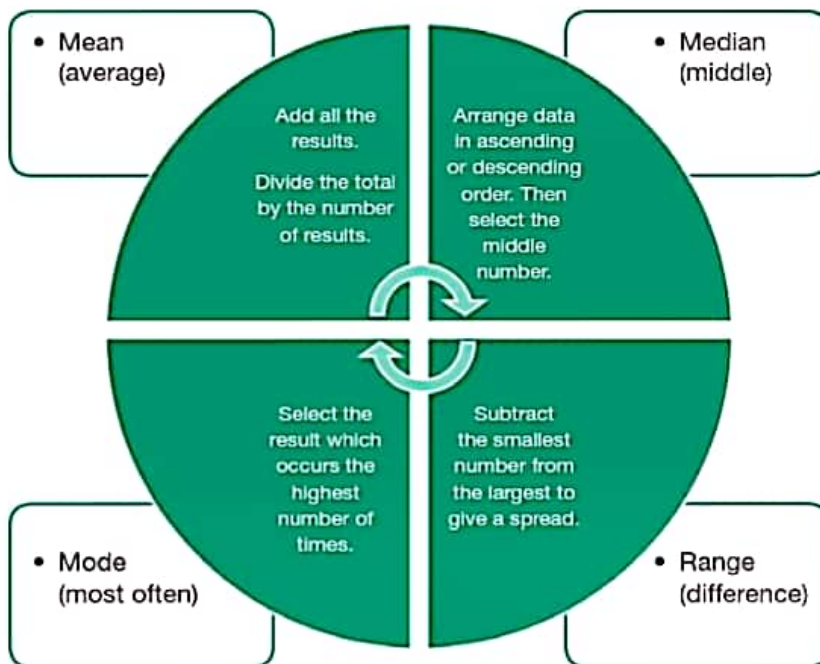 • Mean
(average)
Add all the
results.
Divide the total
by the number
of results.
• Median
(middle)
Arrange data
in ascending
or descending
order. Then
select the
middle
number.
• Mode
(most often)
Select the
result which
occurs the
highest
number of
times.
• Range
(difference)
Subtract
the smallest
number from
the largest to
give a spread.